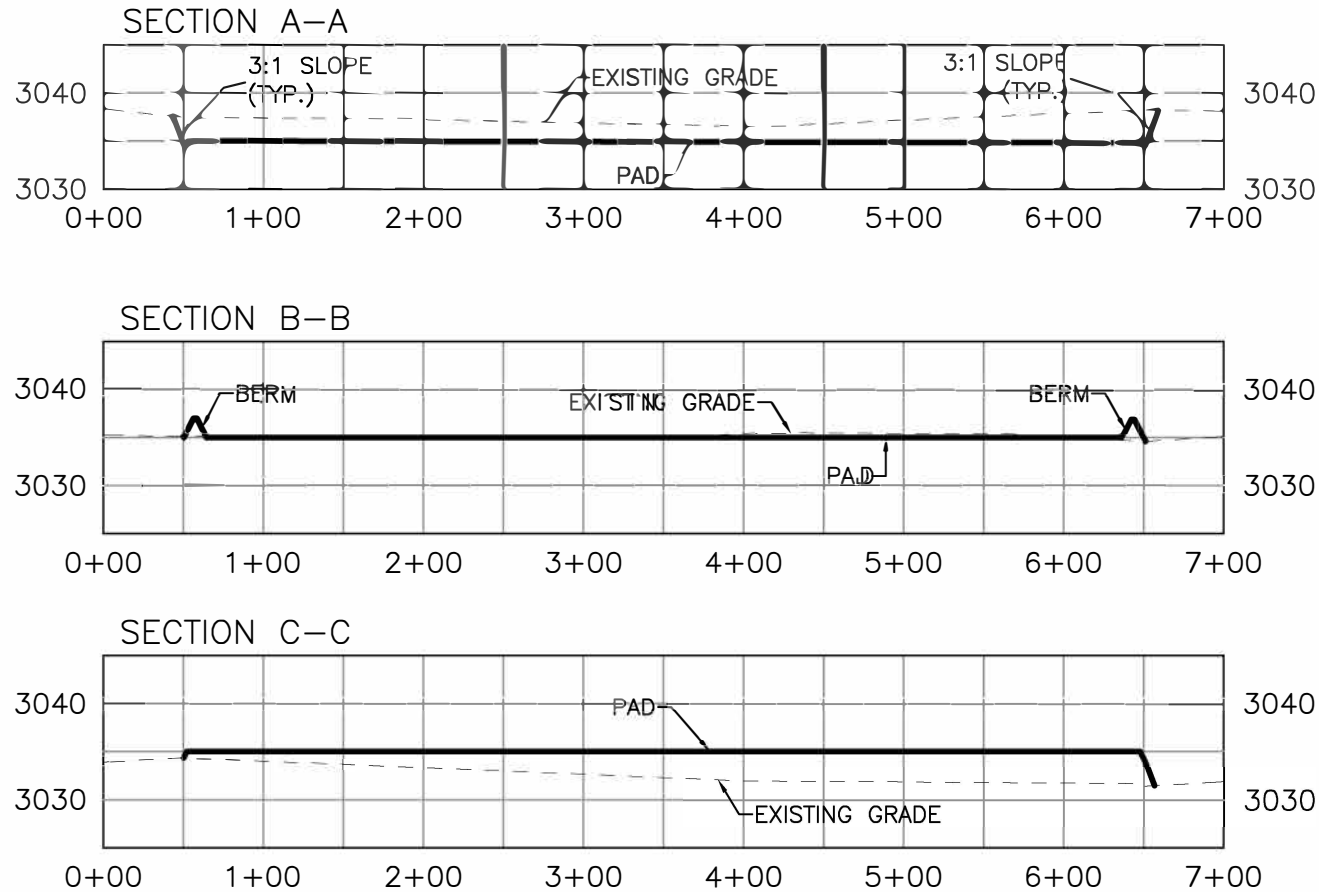 SECTION A-A
3:1 SLOPE
(TYP.)
EXISTING GRADE
3:1 SLOPE
(TYP.)
3040
3040
PAD
3030
3030
0+00 1+00 2+00 3+00 4+00 5+00 6+00 7+00
SECTION B-B
3040
3040
BERM
EXISTING GRADE
BERM
PAD
3030
3030
0+00 1+00 2+00 3+00 4+00 5+00 6+00 7+00
SECTION C-C
3040
3040
PAD
3030
3030
EXISTING GRADE
0+00 1+00 2+00 3+00 4+00 5+00 6+00 7+00